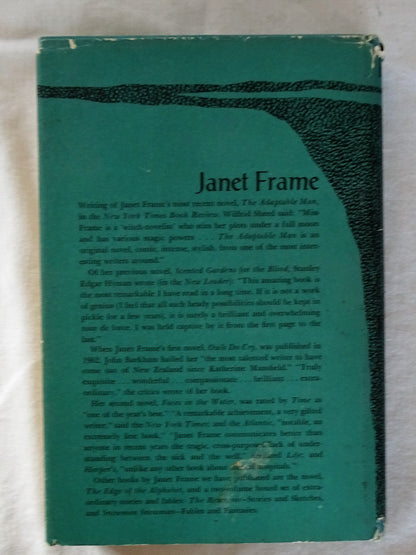 Janet Frame
Writing of Janet Frame's most recent novel, The Adaptable Man,
in the New York Times Book Review, Wilfrid Sheed said: "Miss
Frame is a 'witch-novelist' who stirs her plots under a full moon
and has various magic powers . . . The Adaptable Man is an
original novel, comic, intense, stylish, from one of the most inter-
esting writers around."
Of her previous novel, Scented Gardens for the Blind, Stanley
Edgar Hyman wrote (in the New Leader): "This amazing book is
the most remarkable I have read in a long time. If it is not a work
of genius (I feel that all such heady possibilities should be kept in
pickle for a few years), it is surely a brilliant and overwhelming
tour de force. I was held captive by it from the first page to the
last."
When Janet Frame's first novel, Owls Do Cry, was published in
1962, John Barkham hailed her "the most talented writer to have
come out of New Zealand since Katherine Mansfield." "Truly
exquisite . . . wonderful . . . compassionate . . . brilliant . . . extra-
ordinary," the critics wrote of her book.
Her second novel, Faces in the Water, was rated by Time as
"one of the year's best." "A remarkable achievement, a very gifted
writer," said the New York Times; and the Atlantic, "notable, an
extremely fine book." "Janet Frame communicates better than
anyone in recent years the tragic, cross-purposed lack of under-
standing between the sick and the well," said Life; and
Harper's, "unlike any other book about hospitals."
Other books by Janet Frame we have published are the novel,
The Edge of the Alphabet, and a two-volume boxed set of extra-
ordinary stories and fables: The Reservoir—Stories and Sketches,
and Snowman Snowman—Fables and Fantasies.